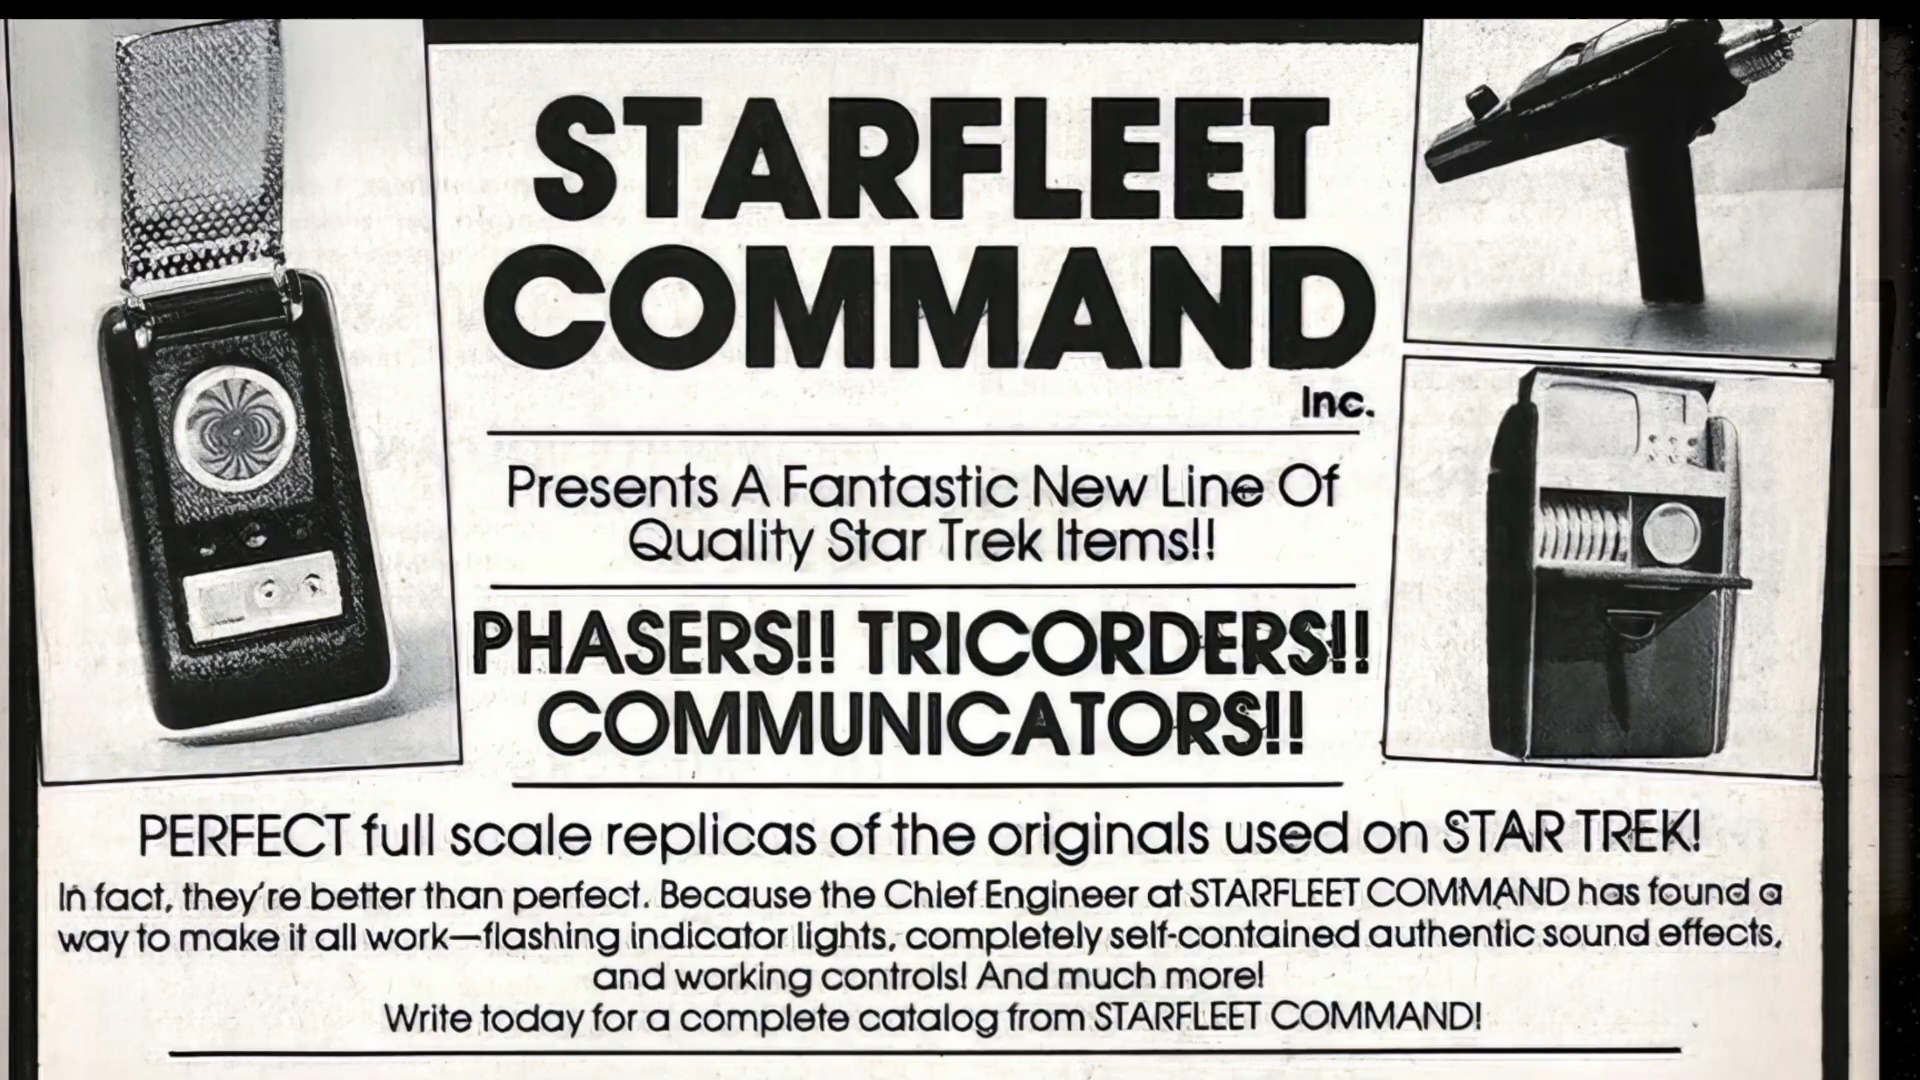 STARFLEET
COMMAND
Inc.
Presents A Fantastic New Line Of
Quality Star Trek Items!!
PHASERS!! TRICORDERS!!
COMMUNICATORS!!
PERFECT full scale replicas of the originals used on STAR TREK!
In fact, they're better than perfect. Because the Chief Engineer at STARFLEET COMMAND has found a
way to make it all work—flashing indicator lights, completely self-contained authentic sound effects,
and working controls! And much more!
Write today for a complete catalog from STARFLEET COMMAND!